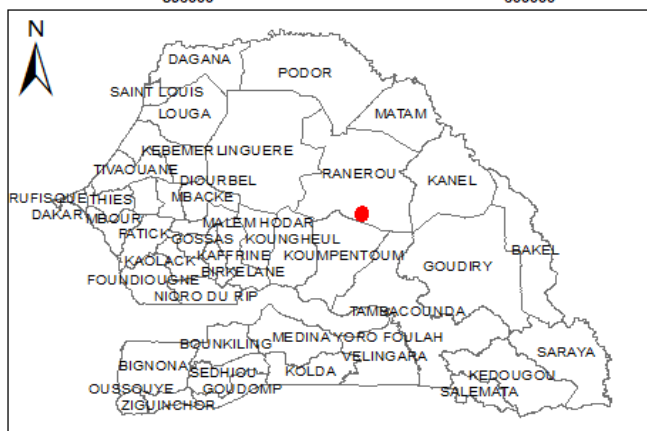 N
DAGANA
PODOR
SAINT LOUIS
LOUGA
MATAM
KEBEMER LINGUERE
TIVAOUANE
RANEROU
KANEL
DIOURBEL
RUFISQUE THIES
MBACKE
DAKAR
MBOUR
MALEM HODAR
FATICK
GOSSAS
KOUNGHEUL
BAKEL
KAFFRINE
KOUMPENTOUM
KAOLACK
GOUDIRY
BIRKELANE
FOUNDIOUGNE
NIORO DU RIP
TAMBACOUNDA
MEDINA YORO FOULAH
BOUNKILING
VELINGARA
SARAYA
BIGNONA
SEDHIOU
KOLDA
KEDOUGOU
OUSSOUYE
GOUDOMP
SALEMATA
ZIGUINCHOR